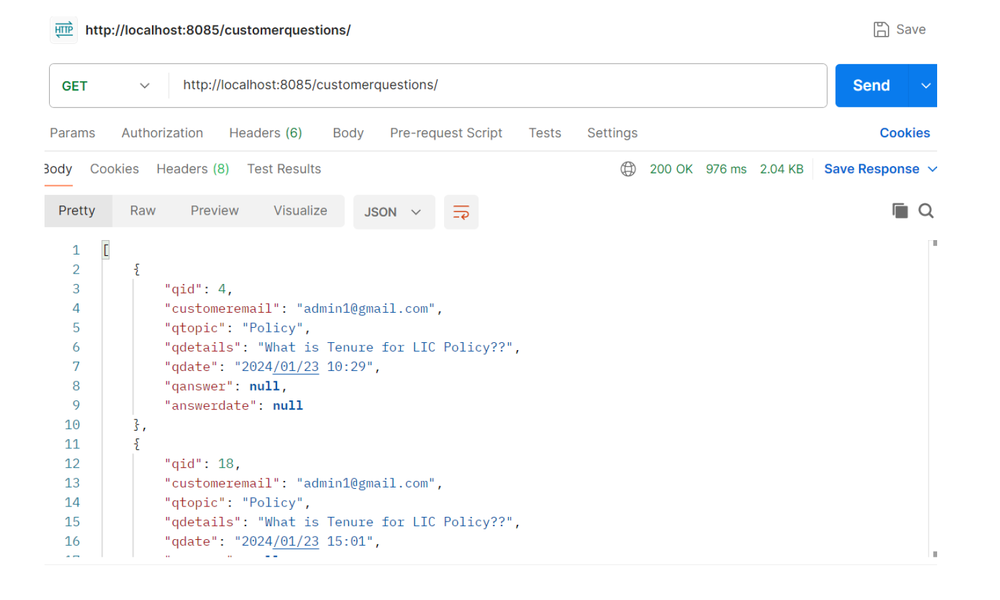 HTTP http://localhost:8085/customerquestions/ Save
GET http://localhost:8085/customerquestions/ Send
Params Authorization Headers (6) Body Pre-request Script Tests Settings Cookies
Body Cookies Headers (8) Test Results 200 OK 976 ms 2.04 KB Save Response
Pretty Raw Preview Visualize JSON
1 [
2 {
3 "qid": 4,
4 "customeremail": "admin1@gmail.com",
5 "qtopic": "Policy",
6 "qdetails": "What is Tenure for LIC Policy??",
7 "qdate": "2024/01/23 10:29",
8 "qanswer": null,
9 "answerdate": null
10 },
11 {
12 "qid": 18,
13 "customeremail": "admin1@gmail.com",
14 "qtopic": "Policy",
15 "qdetails": "What is Tenure for LIC Policy??",
16 "qdate": "2024/01/23 15:01",